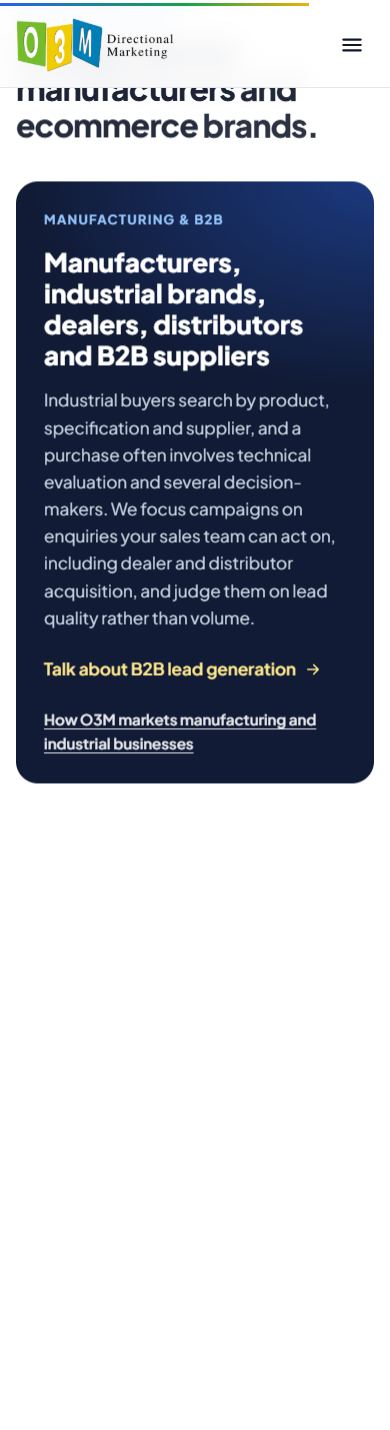 O3M
Directional
Marketing
manufacturers and
ecommerce brands.
MANUFACTURING & B2B
Manufacturers,
industrial brands,
dealers, distributors
and B2B suppliers
Industrial buyers search by product,
specification and supplier, and a
purchase often involves technical
evaluation and several decision-
makers. We focus campaigns on
enquiries your sales team can act on,
including dealer and distributor
acquisition, and judge them on lead
quality rather than volume.
Talk about B2B lead generation →
How O3M markets manufacturing and
industrial businesses